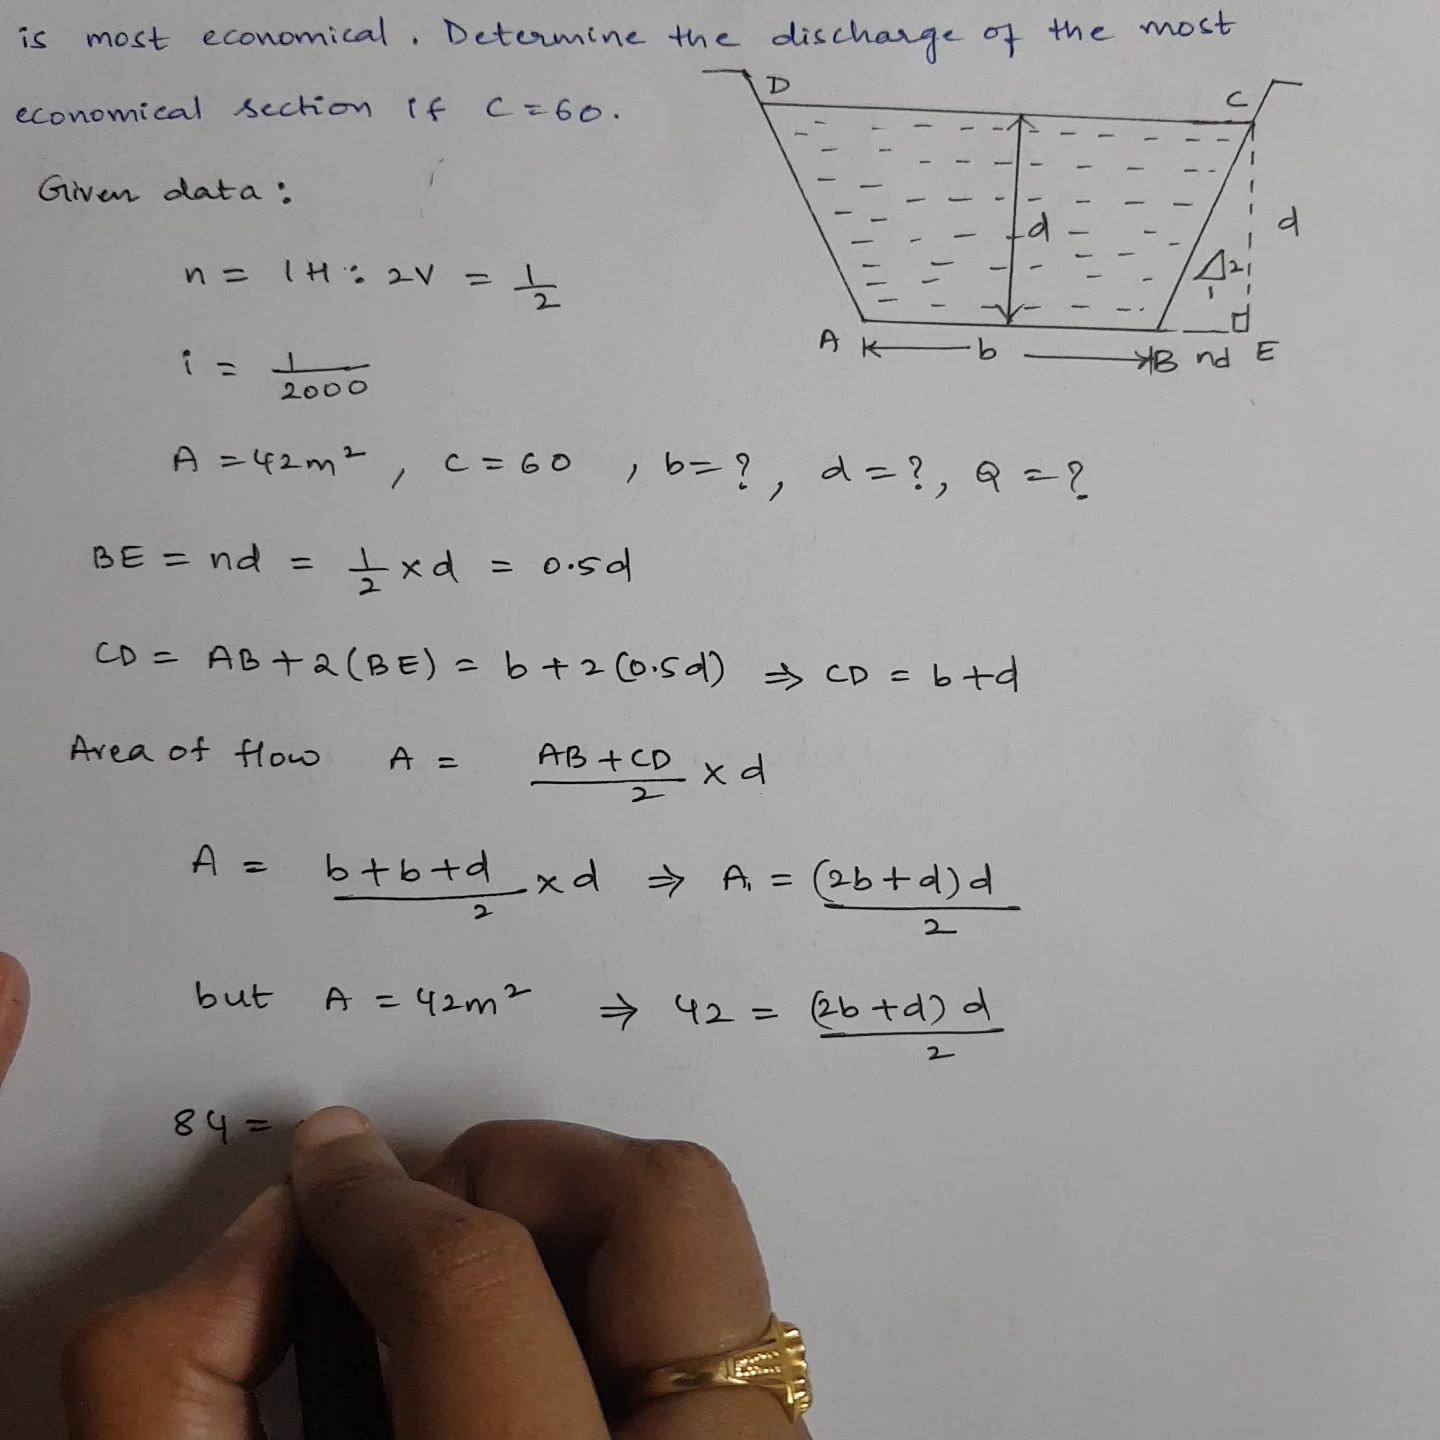 is most economical. Determine the discharge of the most
economical section if C = 60.
D
C
d
d
2
1
A
b
B
nd
E
Given data:
n = 1H : 2V = 1/2
i = 1/2000
A = 42m², C = 60, b = ?, d = ?, Q = ?
BE = nd = 1/2 × d = 0.5d
CD = AB + 2(BE) = b + 2(0.5d) ⇒ CD = b + d
Area of flow A = (AB + CD)/2 × d
A = (b + b + d)/2 × d ⇒ A = (2b + d) d/2
but A = 42m² ⇒ 42 = (2b + d) d/2
84 =